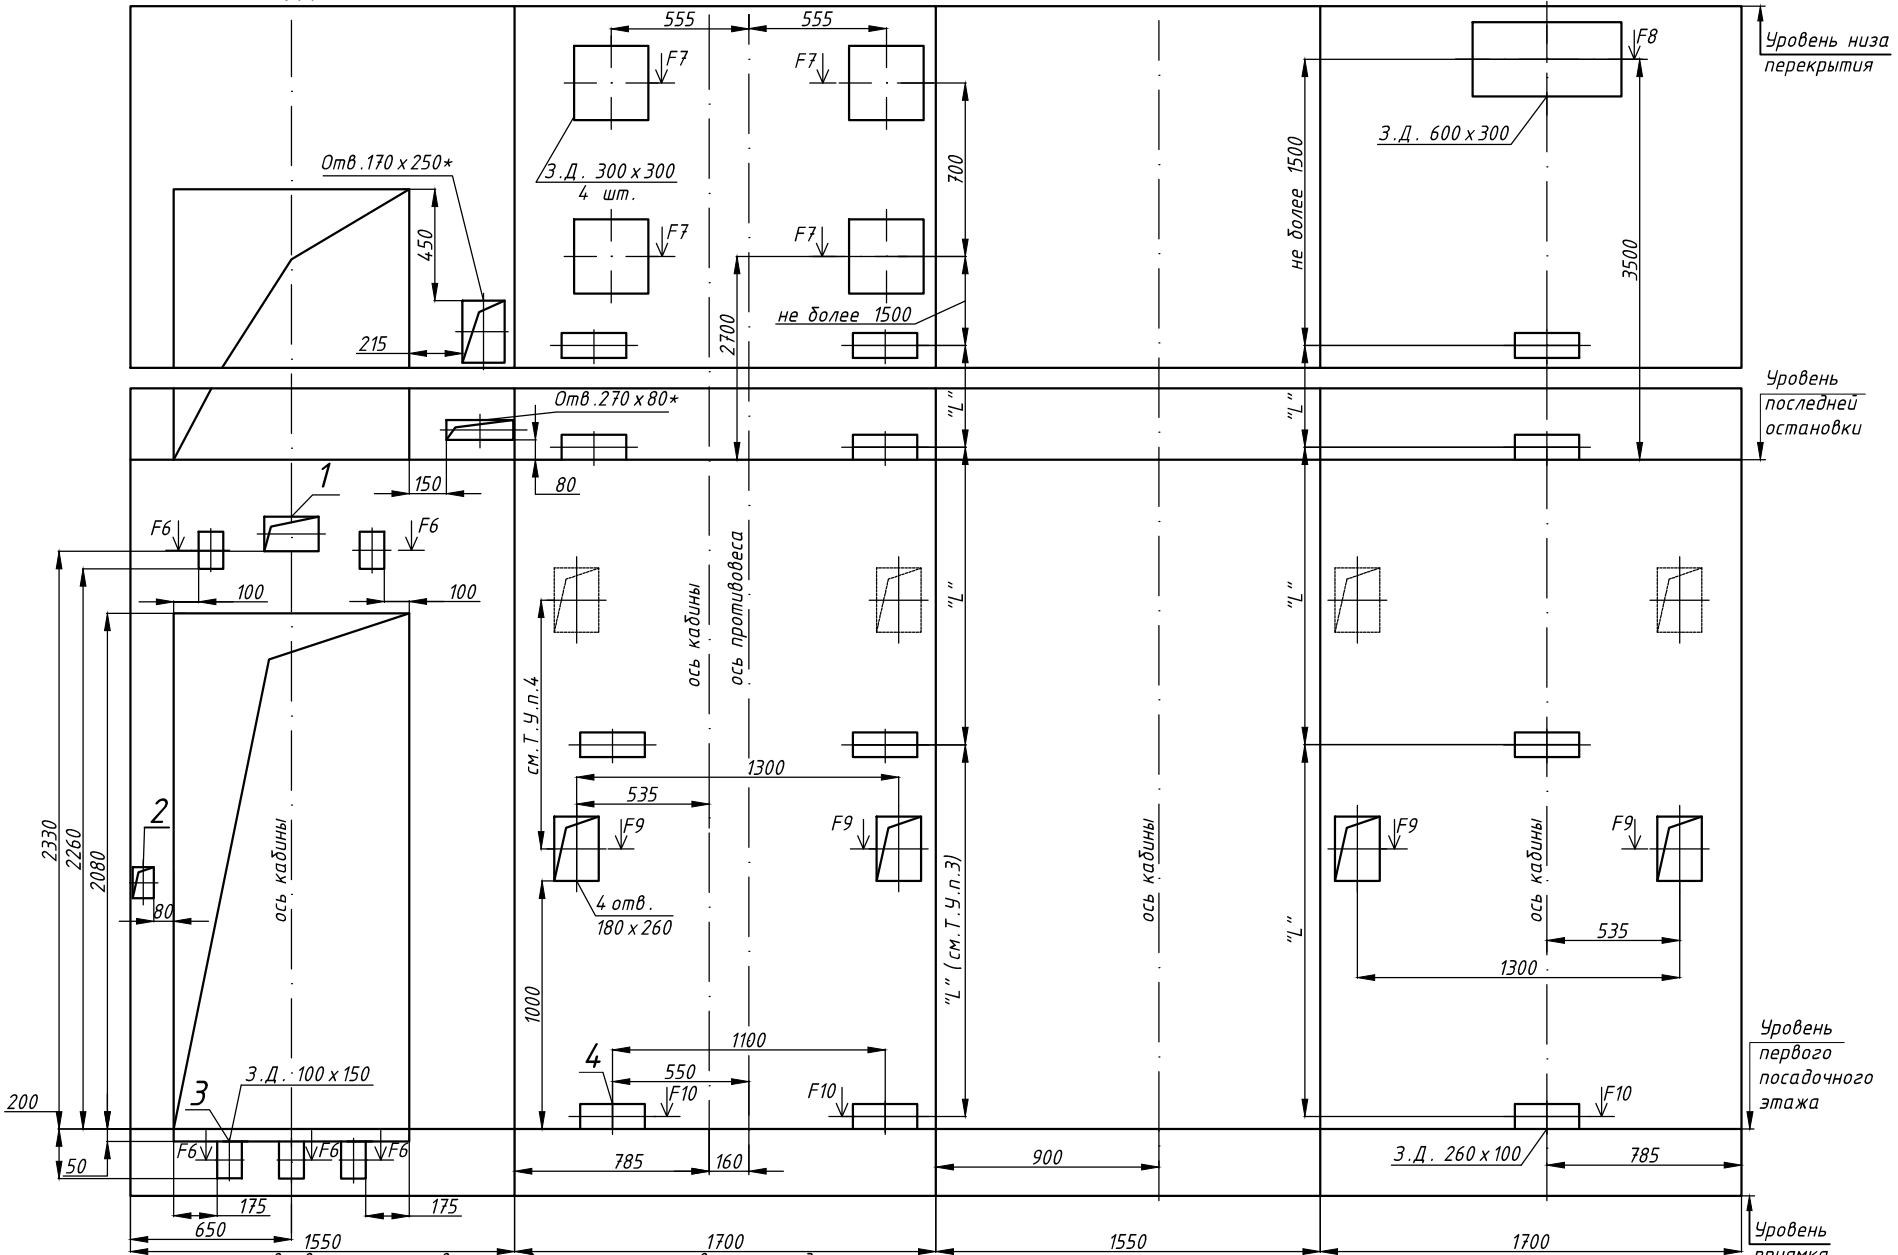 555
555
F7
F7
F8
Уровень низа
перекрытия
З.Д. 600 x 300
Отв.170 x 250*
З.Д. 300 x 300
4 шт.
700
не более 1500
3500
450
F7
F7
215
2700
не более 1500
Уровень
последней
остановки
Отв.270 x 80*
"L"
"L"
150
80
1
F6
F6
100
100
ось кабины
ось противовеса
"L"
"L"
см.Т.У.п.4
1300
535
2
F9
F9
F9
F9
2330
2260
2080
80
ось кабины
ось кабины
ось кабины
4 отв.
180 x 260
"L" (см.Т.У.п.3)
"L"
535
1300
1000
1100
4
550
F10
F10
F10
Уровень
первого
посадочного
этажа
З.Д. 100 x 150
3
200
F6
F6
F6
50
785
160
900
З.Д. 260 x 100
785
175
175
650
1550
1700
1550
1700
Уровень